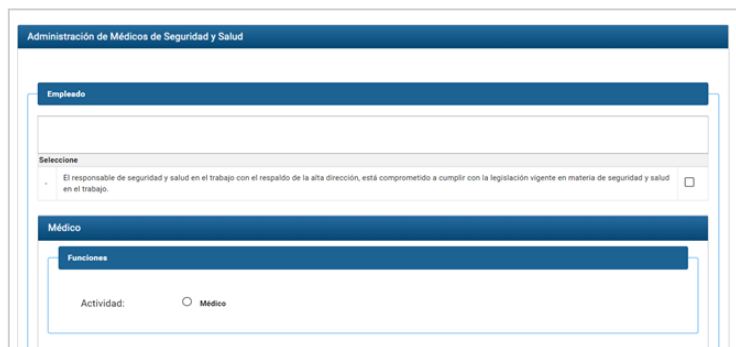 Administración de Médicos de Seguridad y Salud
Empleado
Seleccione
El responsable de seguridad y salud en el trabajo con el respaldo de la alta dirección, está comprometido a cumplir con la legislación vigente en materia de seguridad y salud
en el trabajo.
Médico
Funciones
Actividad: Médico